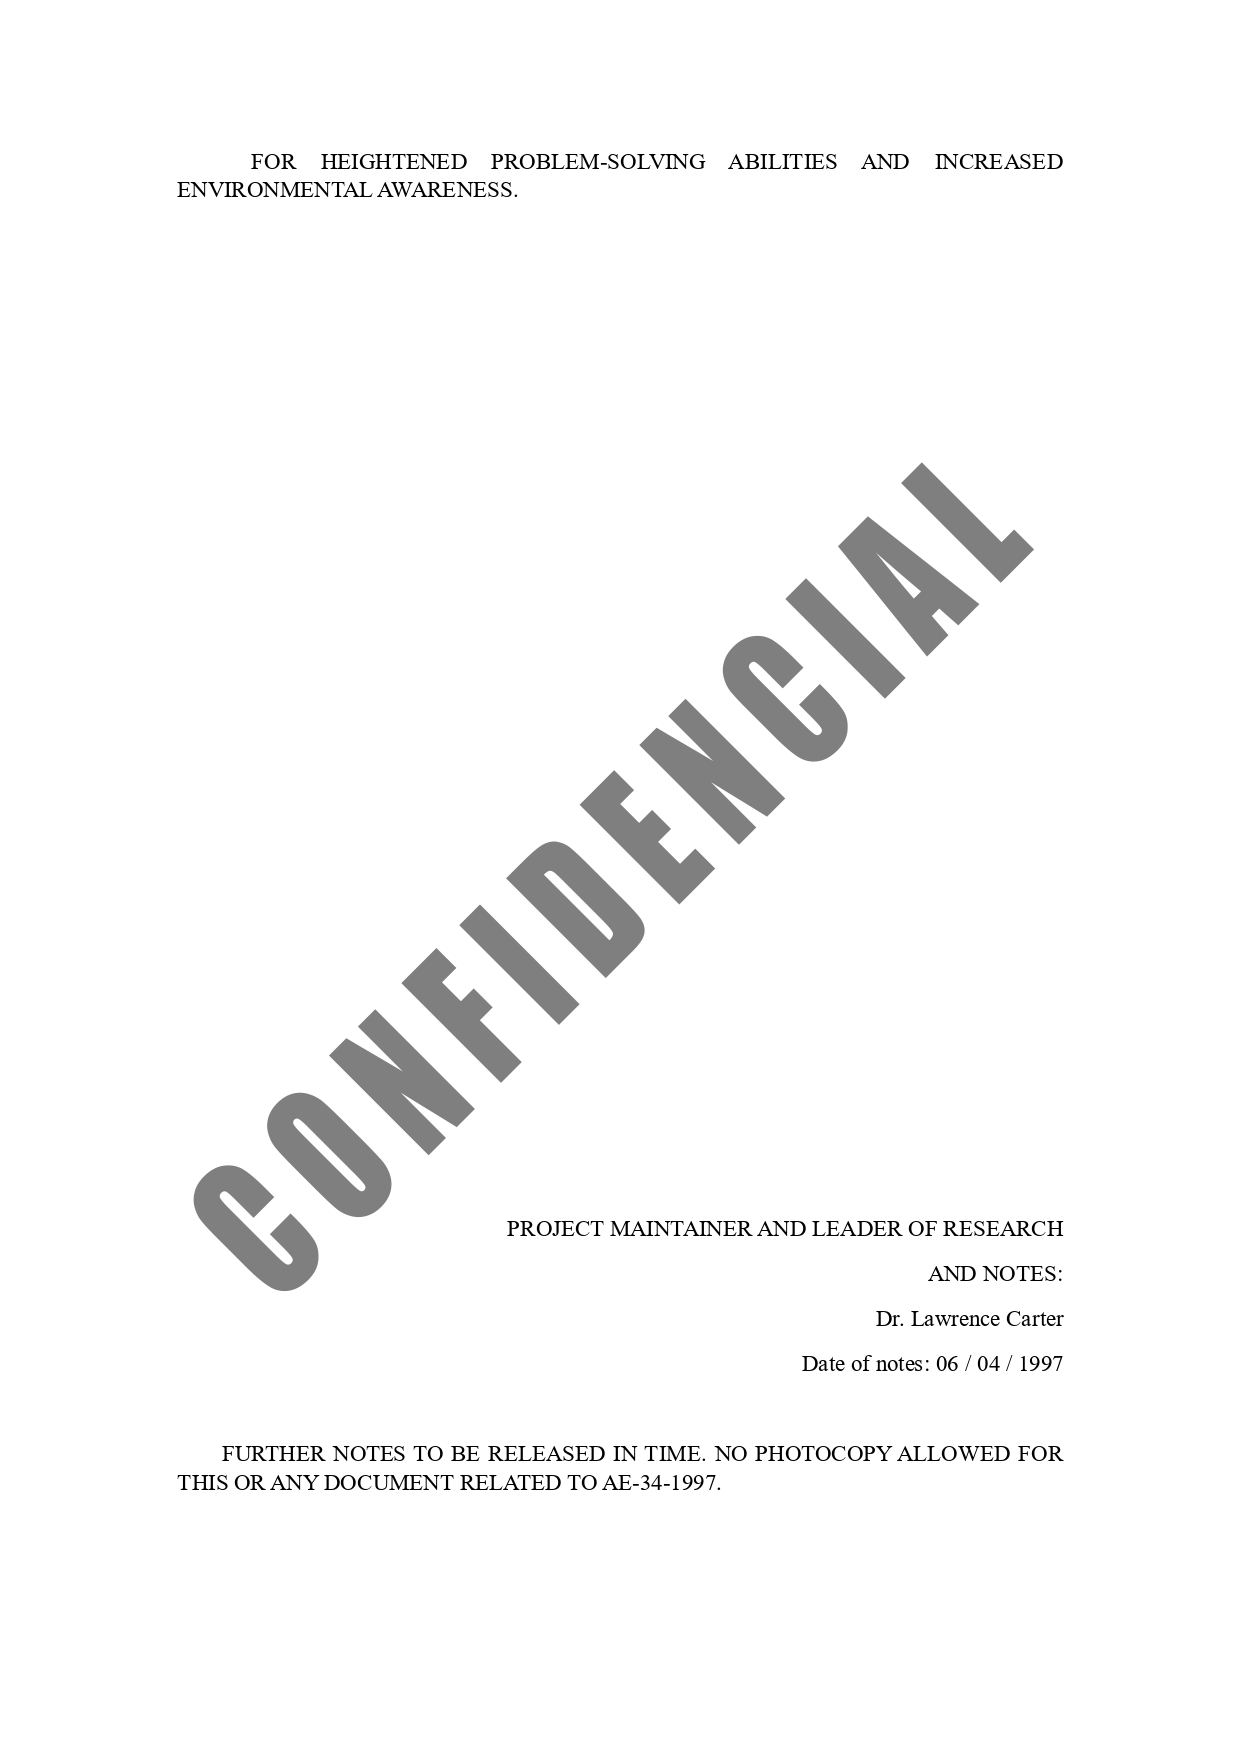 FOR HEIGHTENED PROBLEM-SOLVING ABILITIES AND INCREASED
ENVIRONMENTAL AWARENESS.
CONFIDENCIAL
PROJECT MAINTAINER AND LEADER OF RESEARCH
AND NOTES:
Dr. Lawrence Carter
Date of notes: 06 / 04 / 1997
FURTHER NOTES TO BE RELEASED IN TIME. NO PHOTOCOPY ALLOWED FOR
THIS OR ANY DOCUMENT RELATED TO AE-34-1997.